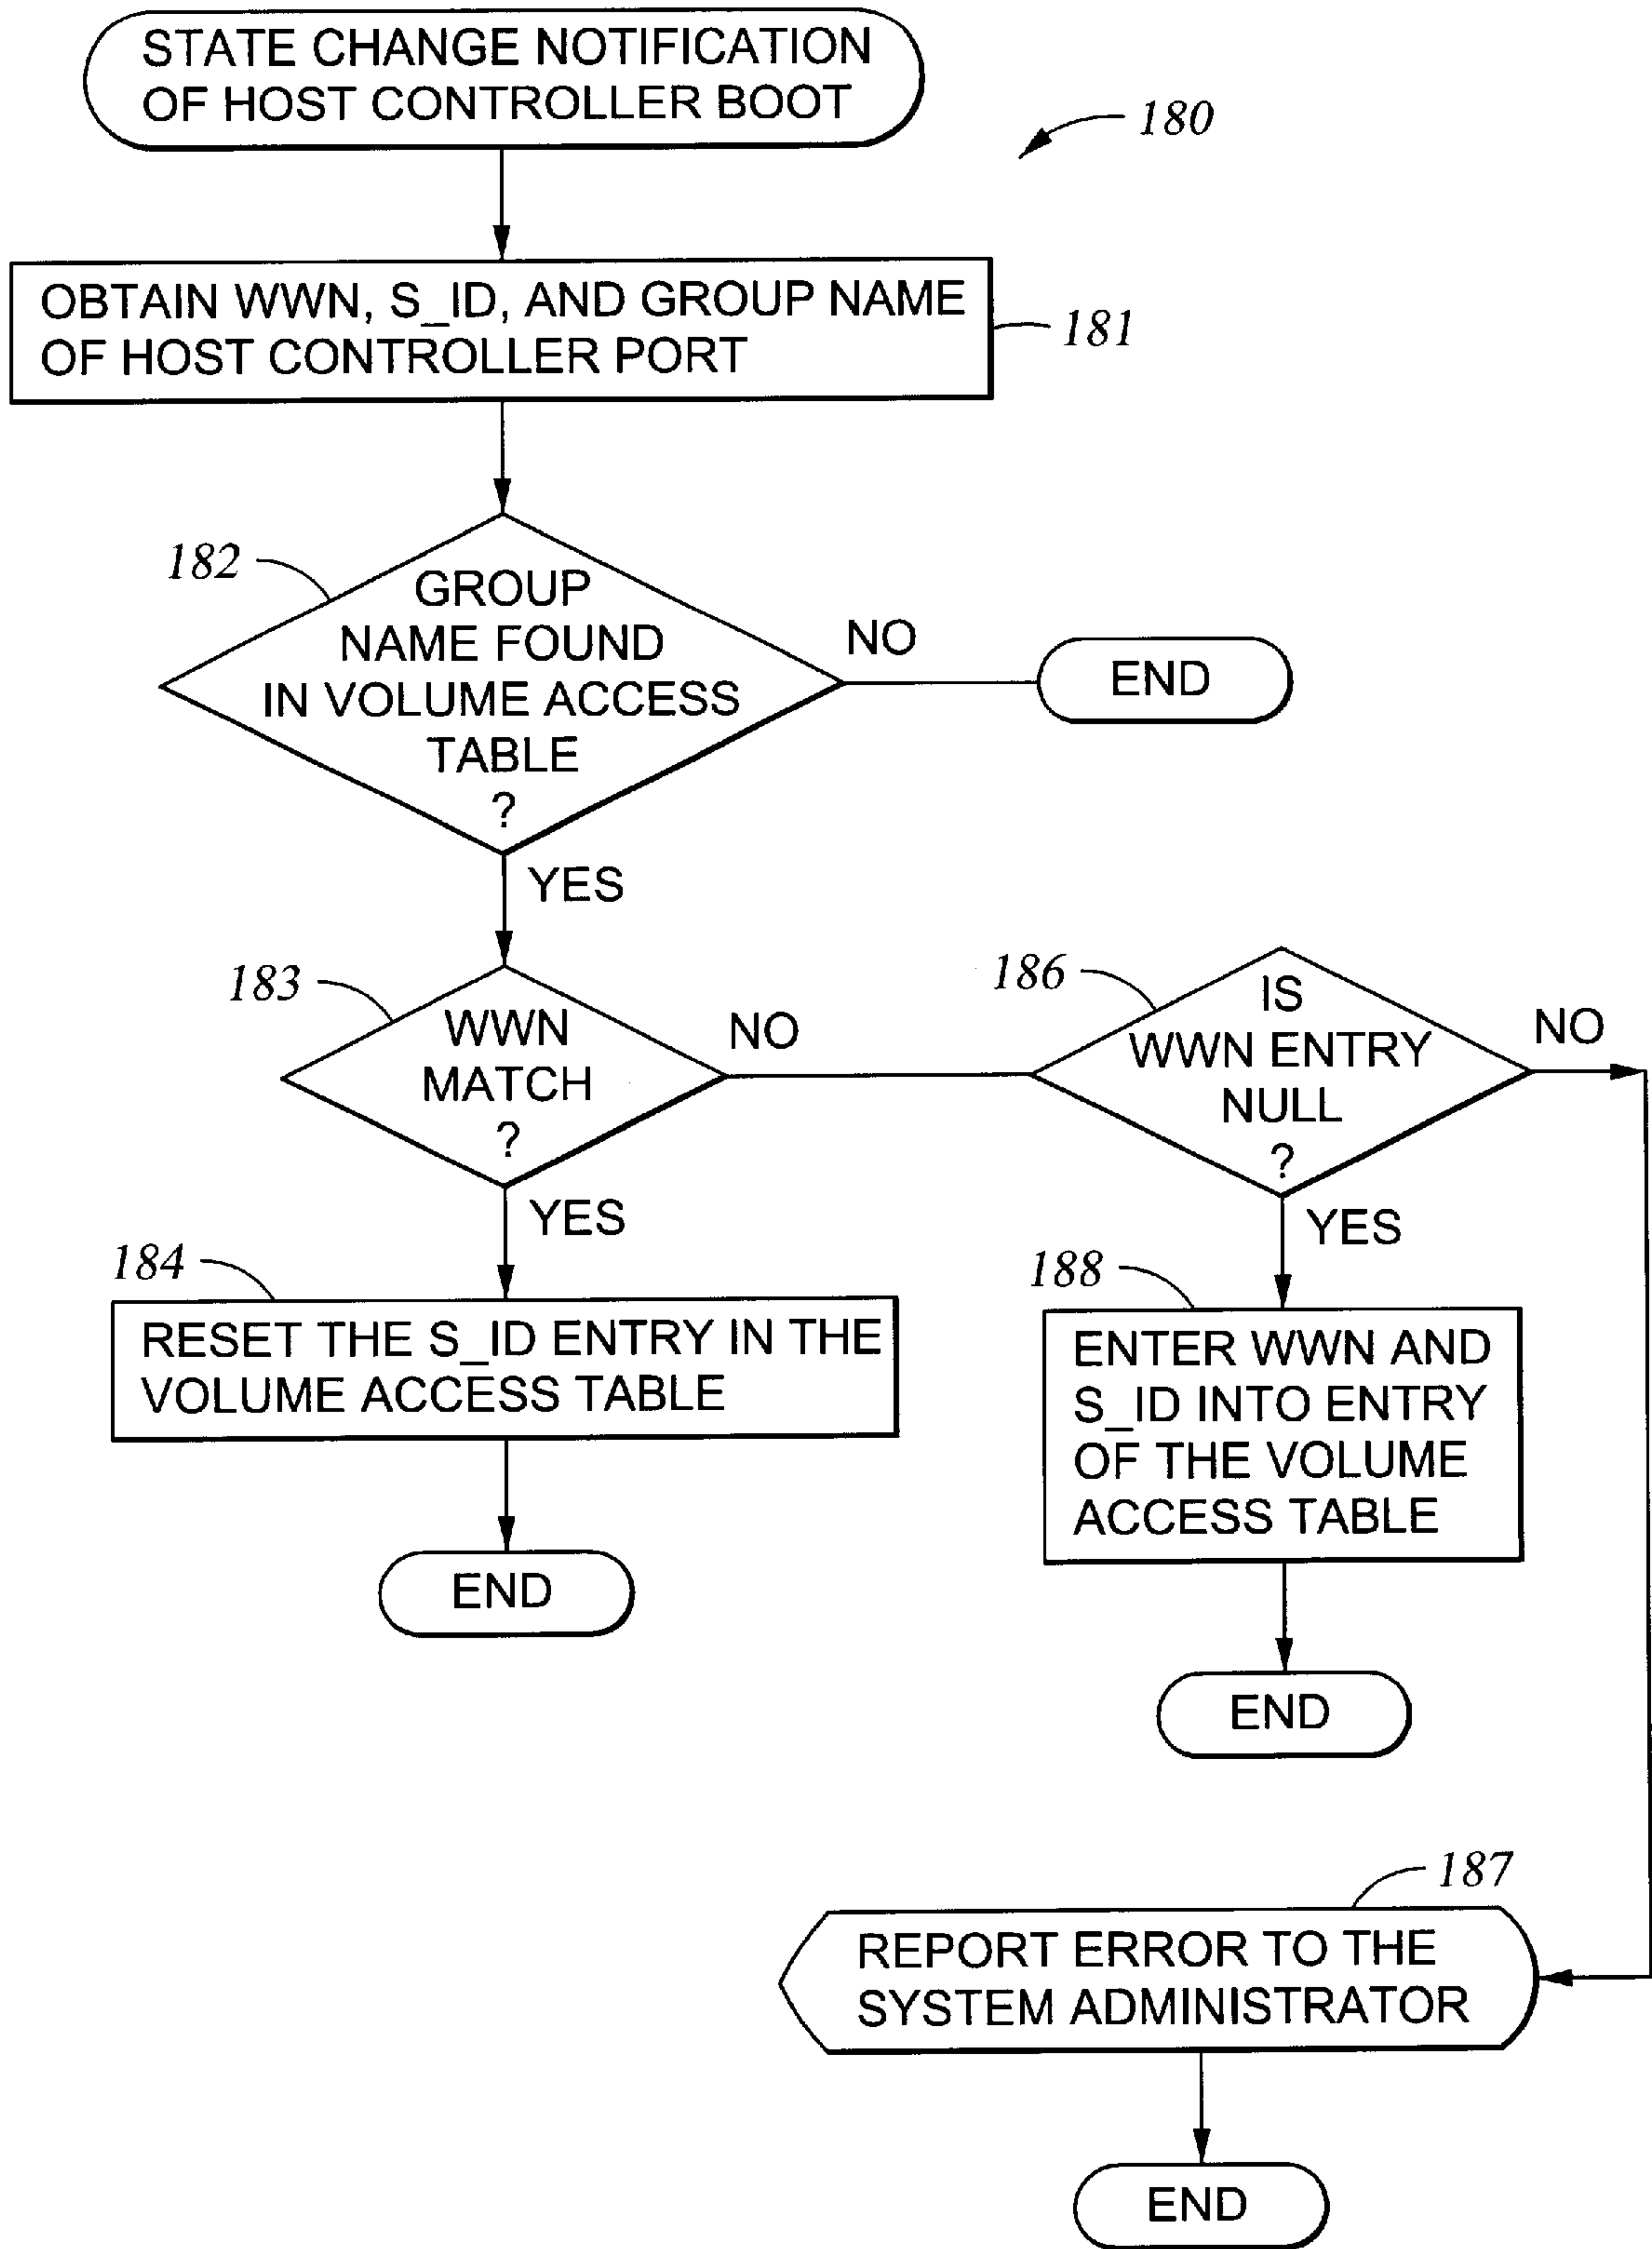 STATE CHANGE NOTIFICATION
OF HOST CONTROLLER BOOT
180
OBTAIN WWN, S_ID, AND GROUP NAME
OF HOST CONTROLLER PORT
181
182
GROUP
NAME FOUND
IN VOLUME ACCESS
TABLE
?
NO
END
YES
183
WWN
MATCH
?
NO
186
IS
WWN ENTRY
NULL
?
NO
YES
YES
184
RESET THE S_ID ENTRY IN THE
VOLUME ACCESS TABLE
END
188
ENTER WWN AND
S_ID INTO ENTRY
OF THE VOLUME
ACCESS TABLE
END
187
REPORT ERROR TO THE
SYSTEM ADMINISTRATOR
END